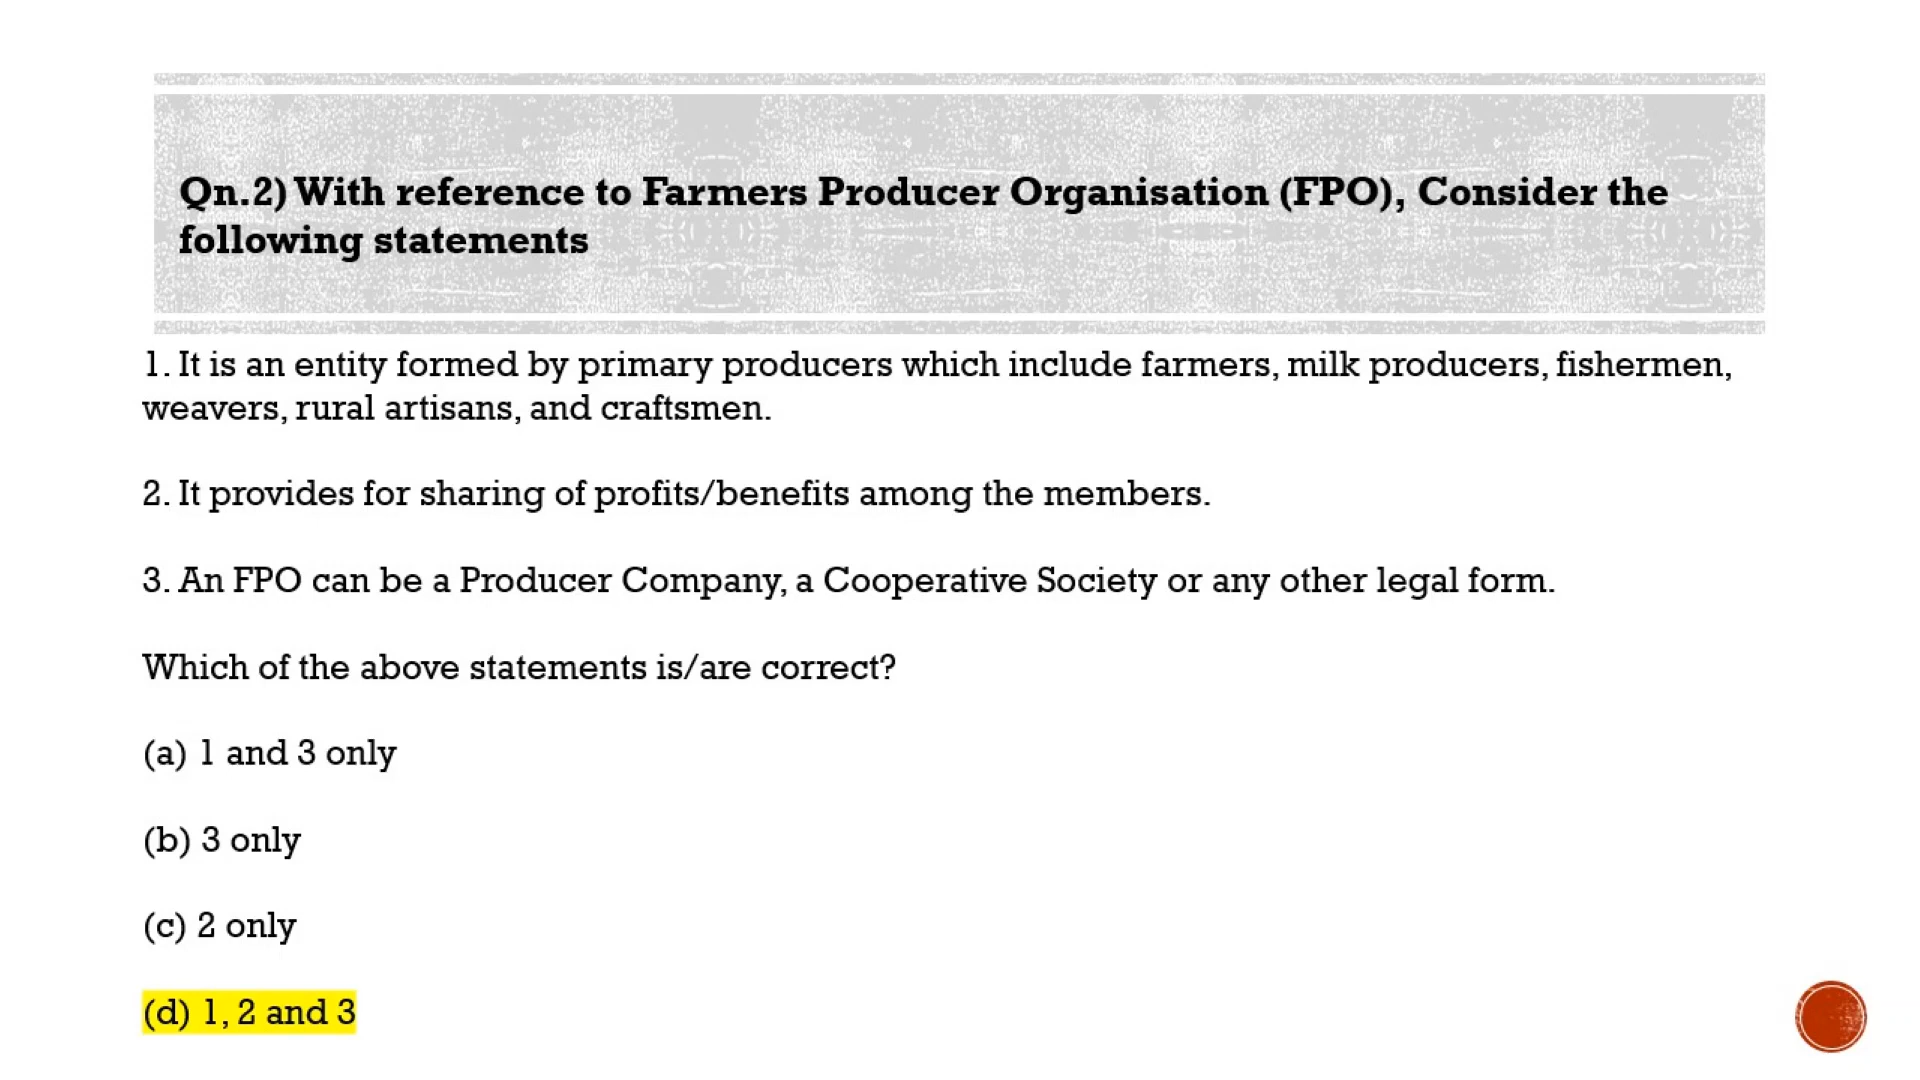 Qn.2) With reference to Farmers Producer Organisation (FPO), Consider the
following statements
1. It is an entity formed by primary producers which include farmers, milk producers, fishermen,
weavers, rural artisans, and craftsmen.
2. It provides for sharing of profits/benefits among the members.
3. An FPO can be a Producer Company, a Cooperative Society or any other legal form.
Which of the above statements is/are correct?
(a) 1 and 3 only
(b) 3 only
(c) 2 only
(d) 1, 2 and 3